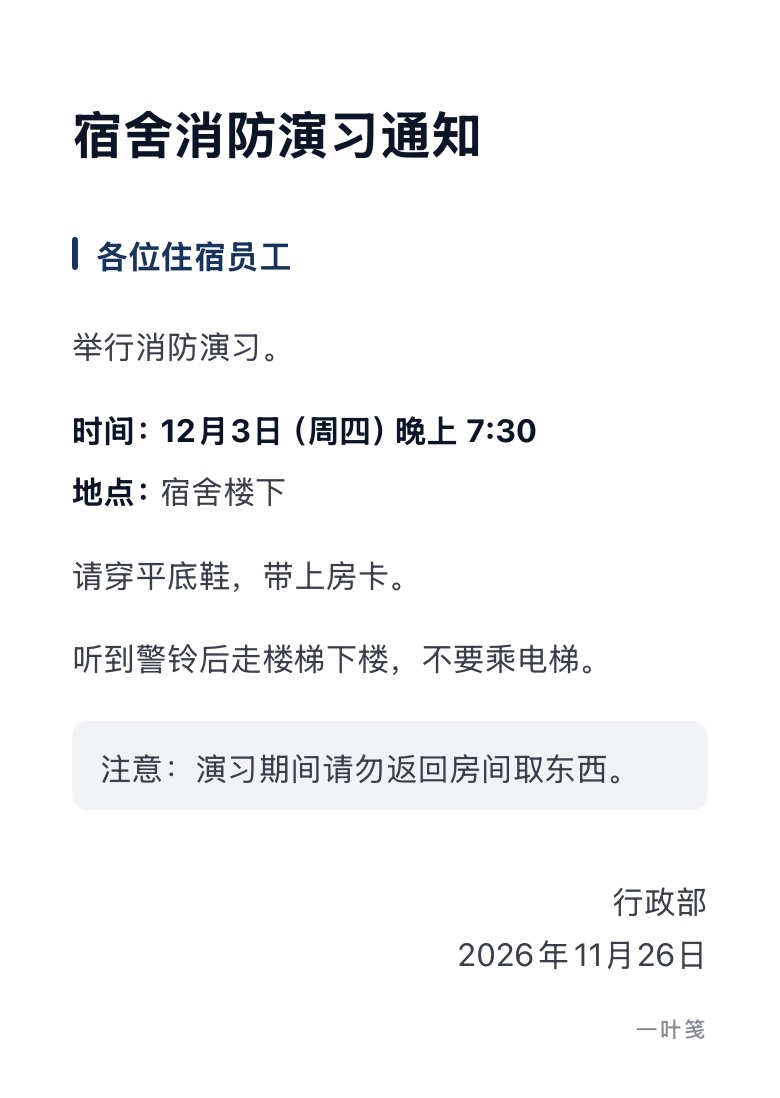 宿舍消防演习通知
各位住宿员工
举行消防演习。
时间：12月3日（周四）晚上 7:30
地点：宿舍楼下
请穿平底鞋，带上房卡。
听到警铃后走楼梯下楼，不要乘电梯。
注意：演习期间请勿返回房间取东西。
行政部
2026年11月26日
一叶笺